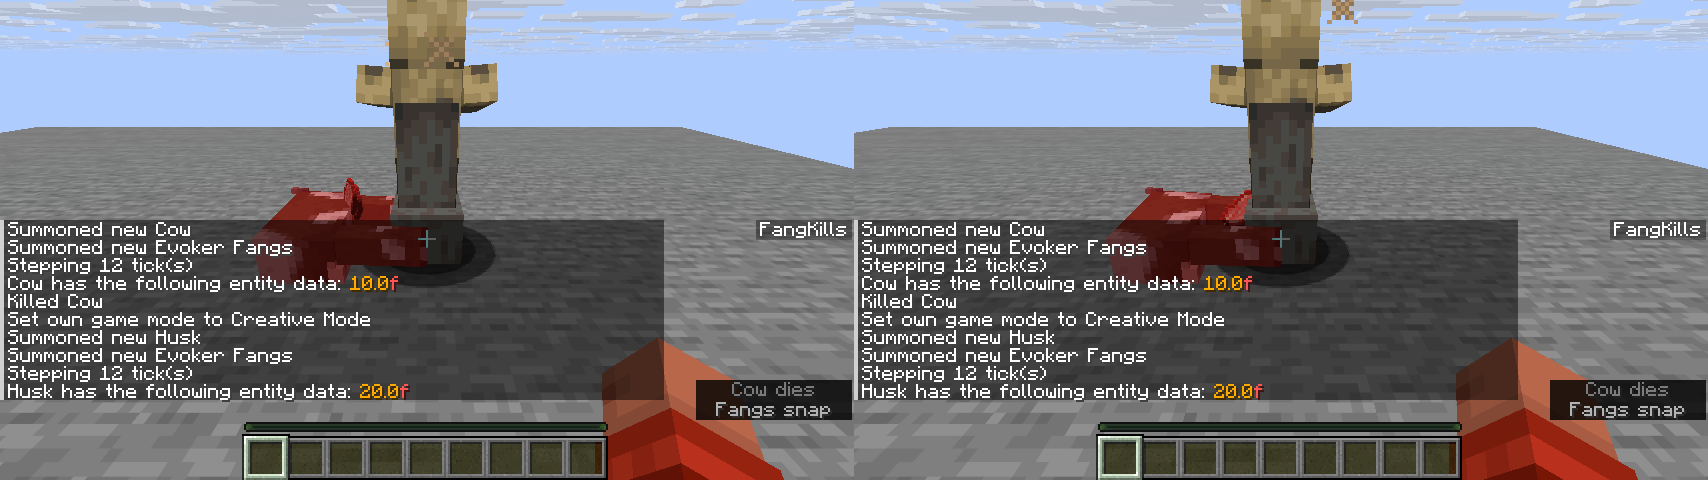 Summoned new Cow
Summoned new Evoker Fangs
Stepping 12 tick(s)
Cow has the following entity data: 10.0f
Killed Cow
Set own game mode to Creative Mode
Summoned new Husk
Summoned new Evoker Fangs
Stepping 12 tick(s)
Husk has the following entity data: 20.0f
FangKills
Cow dies
Fangs snap
Summoned new Cow
Summoned new Evoker Fangs
Stepping 12 tick(s)
Cow has the following entity data: 10.0f
Killed Cow
Set own game mode to Creative Mode
Summoned new Husk
Summoned new Evoker Fangs
Stepping 12 tick(s)
Husk has the following entity data: 20.0f
FangKills
Cow dies
Fangs snap